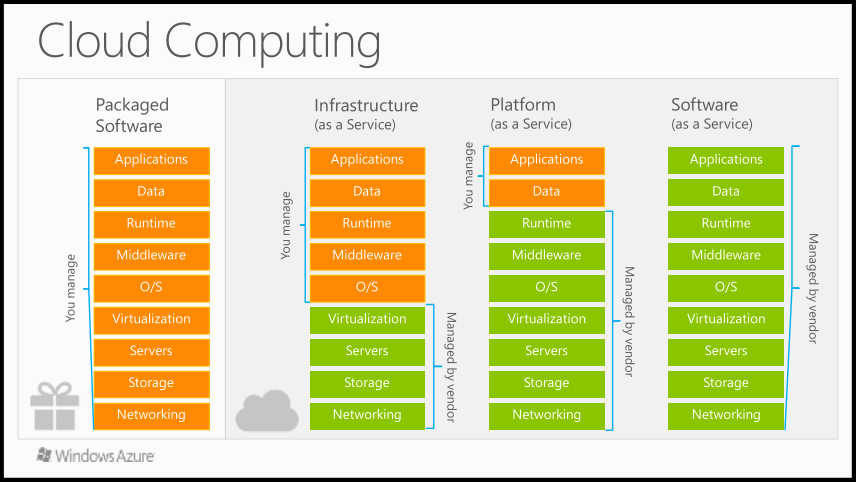 Cloud Computing
Packaged
Software
You manage
Applications
Data
Runtime
Middleware
O/S
Virtualization
Servers
Storage
Networking
Infrastructure
(as a Service)
You manage
Applications
Data
Runtime
Middleware
O/S
Virtualization
Servers
Storage
Networking
Managed by vendor
Platform
(as a Service)
You manage
Applications
Data
Runtime
Middleware
O/S
Virtualization
Servers
Storage
Networking
Managed by vendor
Software
(as a Service)
Applications
Data
Runtime
Middleware
O/S
Virtualization
Servers
Storage
Networking
Managed by vendor
Windows Azure